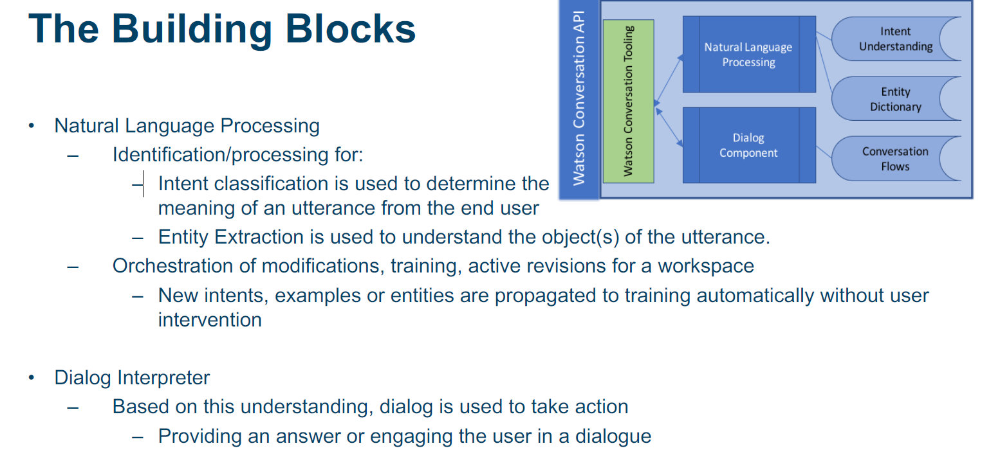 The Building Blocks
• Natural Language Processing
– Identification/processing for:
– Intent classification is used to determine the
meaning of an utterance from the end user
– Entity Extraction is used to understand the object(s) of the utterance.
– Orchestration of modifications, training, active revisions for a workspace
– New intents, examples or entities are propagated to training automatically without user
intervention
• Dialog Interpreter
– Based on this understanding, dialog is used to take action
– Providing an answer or engaging the user in a dialogue
Watson Conversation API
Watson Conversation Tooling
Natural Language
Processing
Dialog
Component
Intent
Understanding
Entity
Dictionary
Conversation
Flows